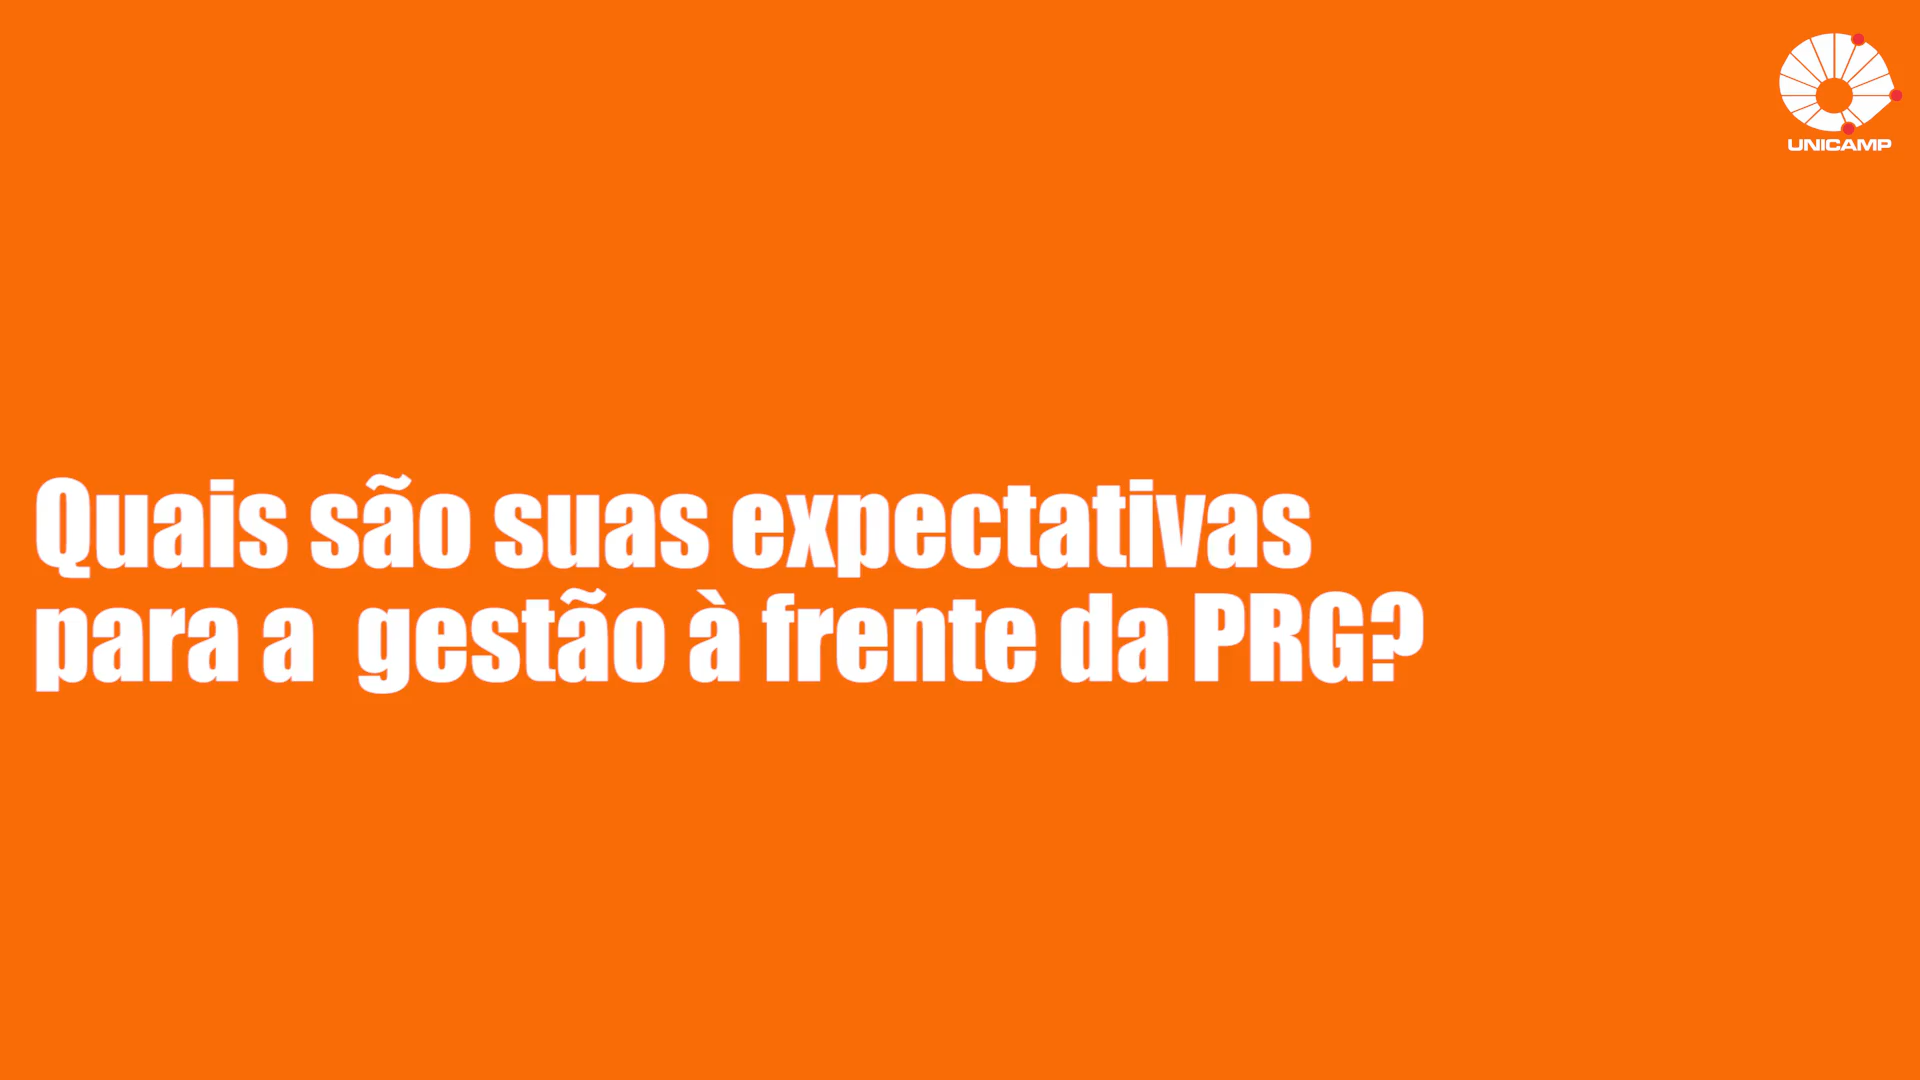 UNICAMP
Quais são suas expectativas
para a  gestão à frente da PRG?